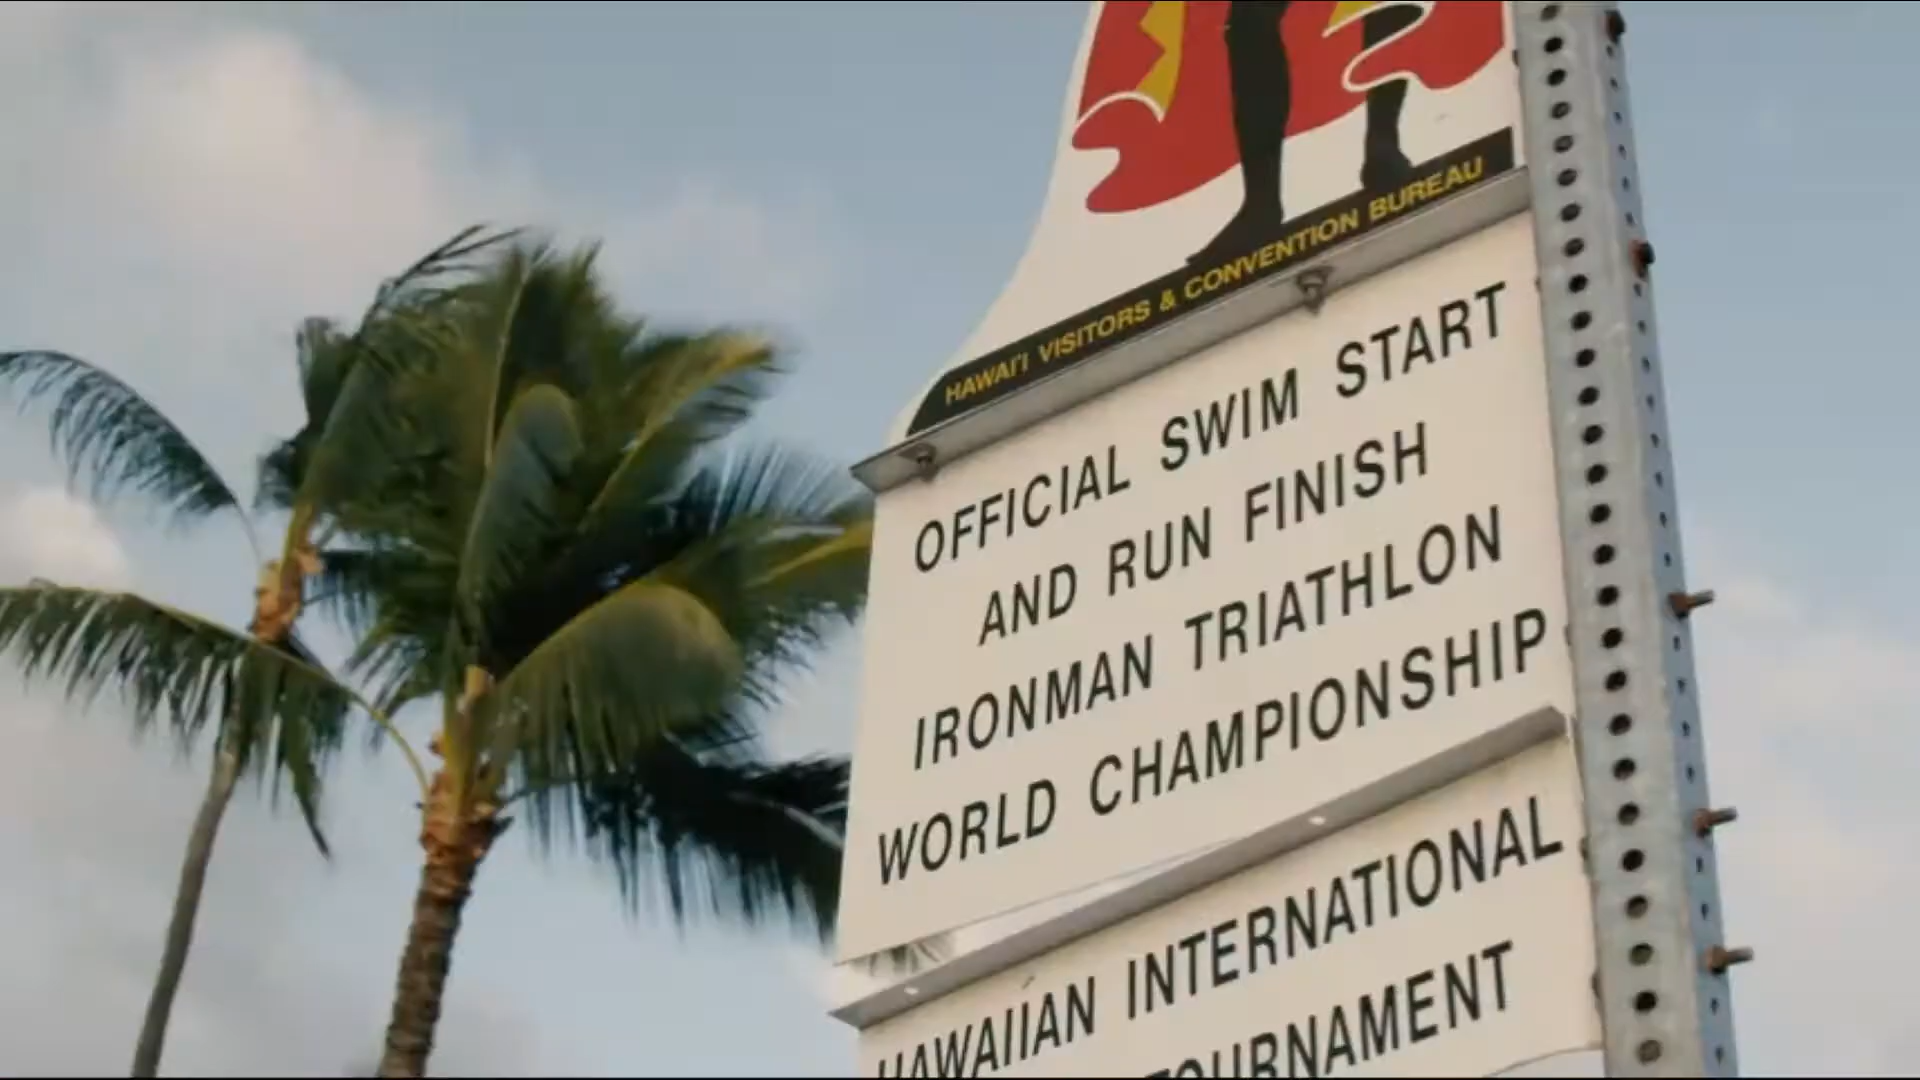 HAWAI'I VISITORS & CONVENTION BUREAU
OFFICIAL SWIM START
AND RUN FINISH
IRONMAN TRIATHLON
WORLD CHAMPIONSHIP
HAWAIIAN INTERNATIONAL
TOURNAMENT